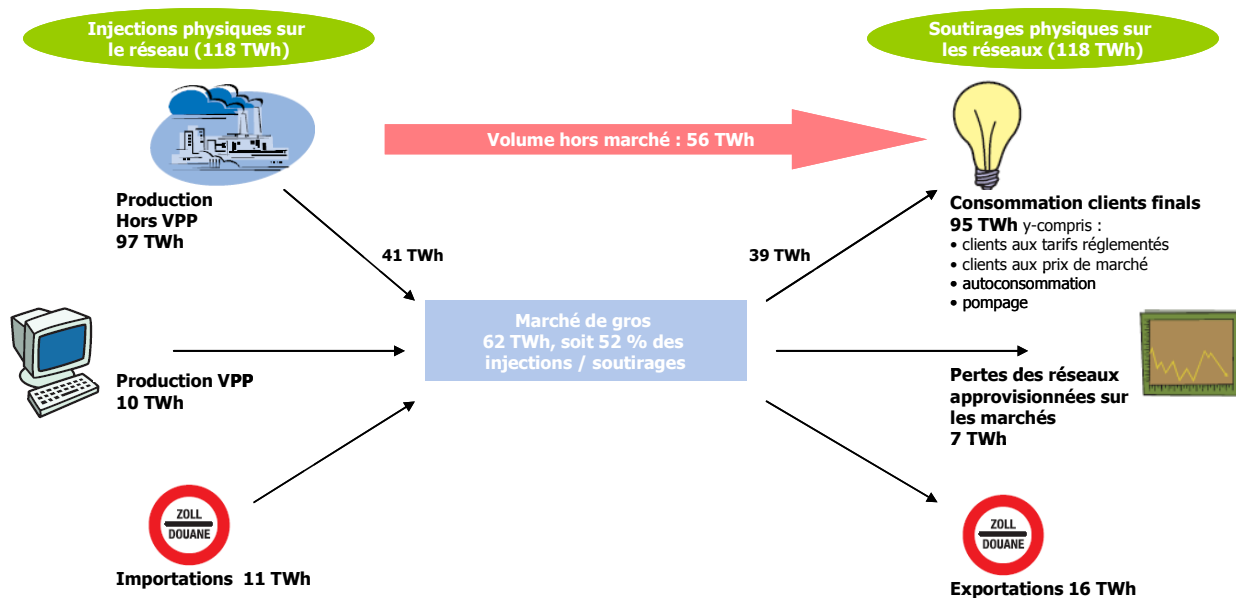 Injections physiques sur
le réseau (118 TWh)
Soutirages physiques sur
les réseaux (118 TWh)
Volume hors marché : 56 TWh
Production
Hors VPP
97 TWh
Consommation clients finals
95 TWh y-compris :
• clients aux tarifs réglementés
• clients aux prix de marché
• autoconsommation
• pompage
41 TWh
39 TWh
Marché de gros
62 TWh, soit 52 % des
injections / soutirages
Production VPP
10 TWh
Pertes des réseaux
approvisionnées sur
les marchés
7 TWh
ZOLL
DOUANE
Importations 11 TWh
ZOLL
DOUANE
Exportations 16 TWh